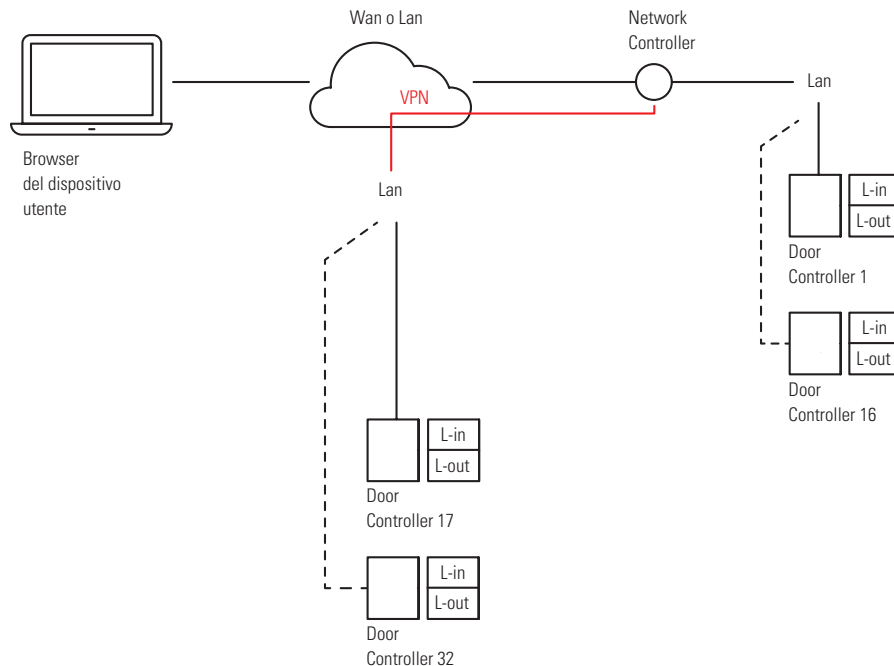 Wan o Lan
Network
Controller
VPN
Lan
Browser
del dispositivo
utente
Lan
L-in
L-out
Door
Controller 1
L-in
L-out
Door
Controller 16
L-in
L-out
Door
Controller 17
L-in
L-out
Door
Controller 32